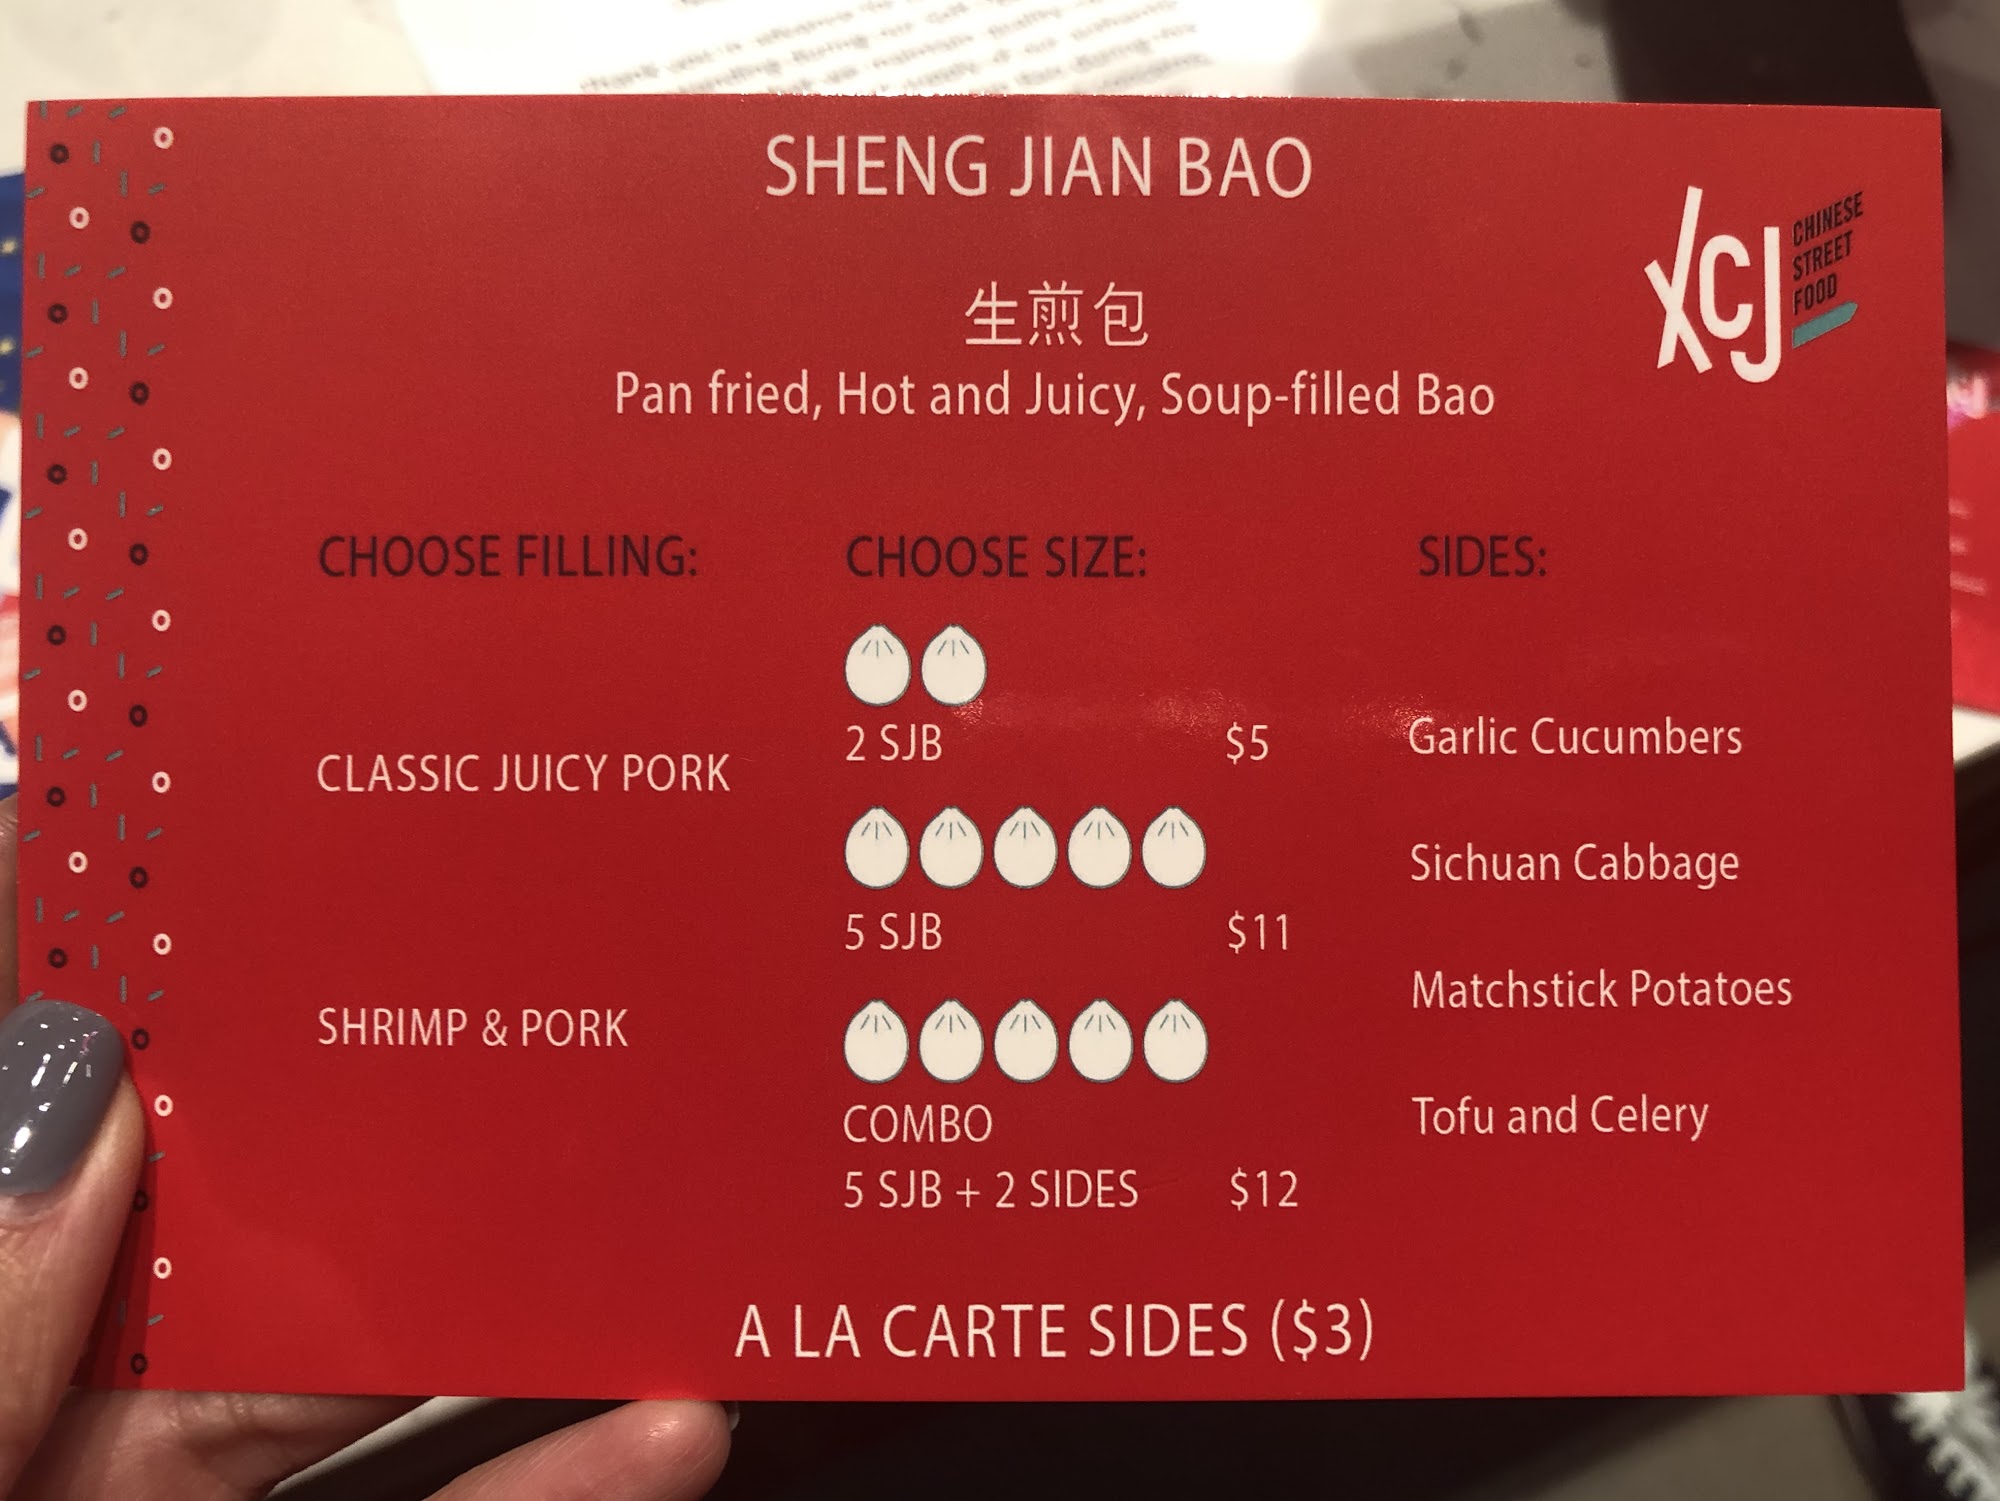 SHENG JIAN BAO
XCJ
CHINESE
STREET
FOOD
生煎包
Pan fried, Hot and Juicy, Soup-filled Bao
CHOOSE FILLING:
CLASSIC JUICY PORK
SHRIMP & PORK
CHOOSE SIZE:
2 SJB $5
5 SJB $11
COMBO
5 SJB + 2 SIDES $12
SIDES:
Garlic Cucumbers
Sichuan Cabbage
Matchstick Potatoes
Tofu and Celery
A LA CARTE SIDES ($3)